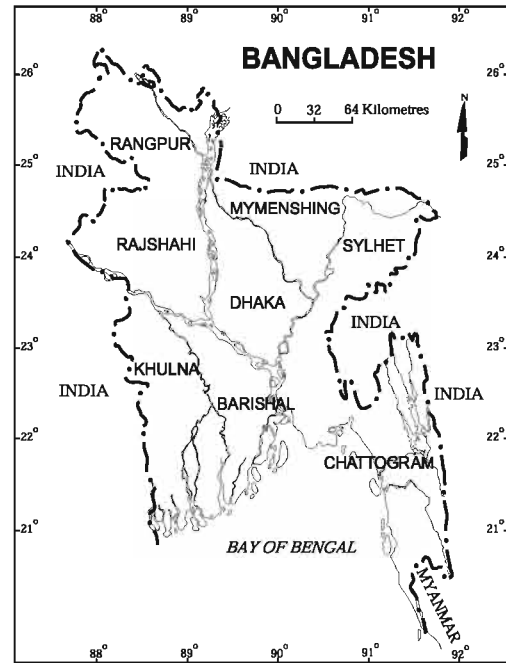 88° 89° 90° 91° 92°
BANGLADESH
26° 26°
0 32 64 Kilometres
N
RANGPUR
25° 25°
INDIA INDIA
MYMENSHING
RAJSHAHI SYLHET
24° 24°
DHAKA
INDIA
23° 23°
KHULNA
INDIA INDIA
BARISHAL
22° 22°
CHATTOGRAM
21° 21°
BAY OF BENGAL
MYANMAR
88° 89° 90° 91° 92°